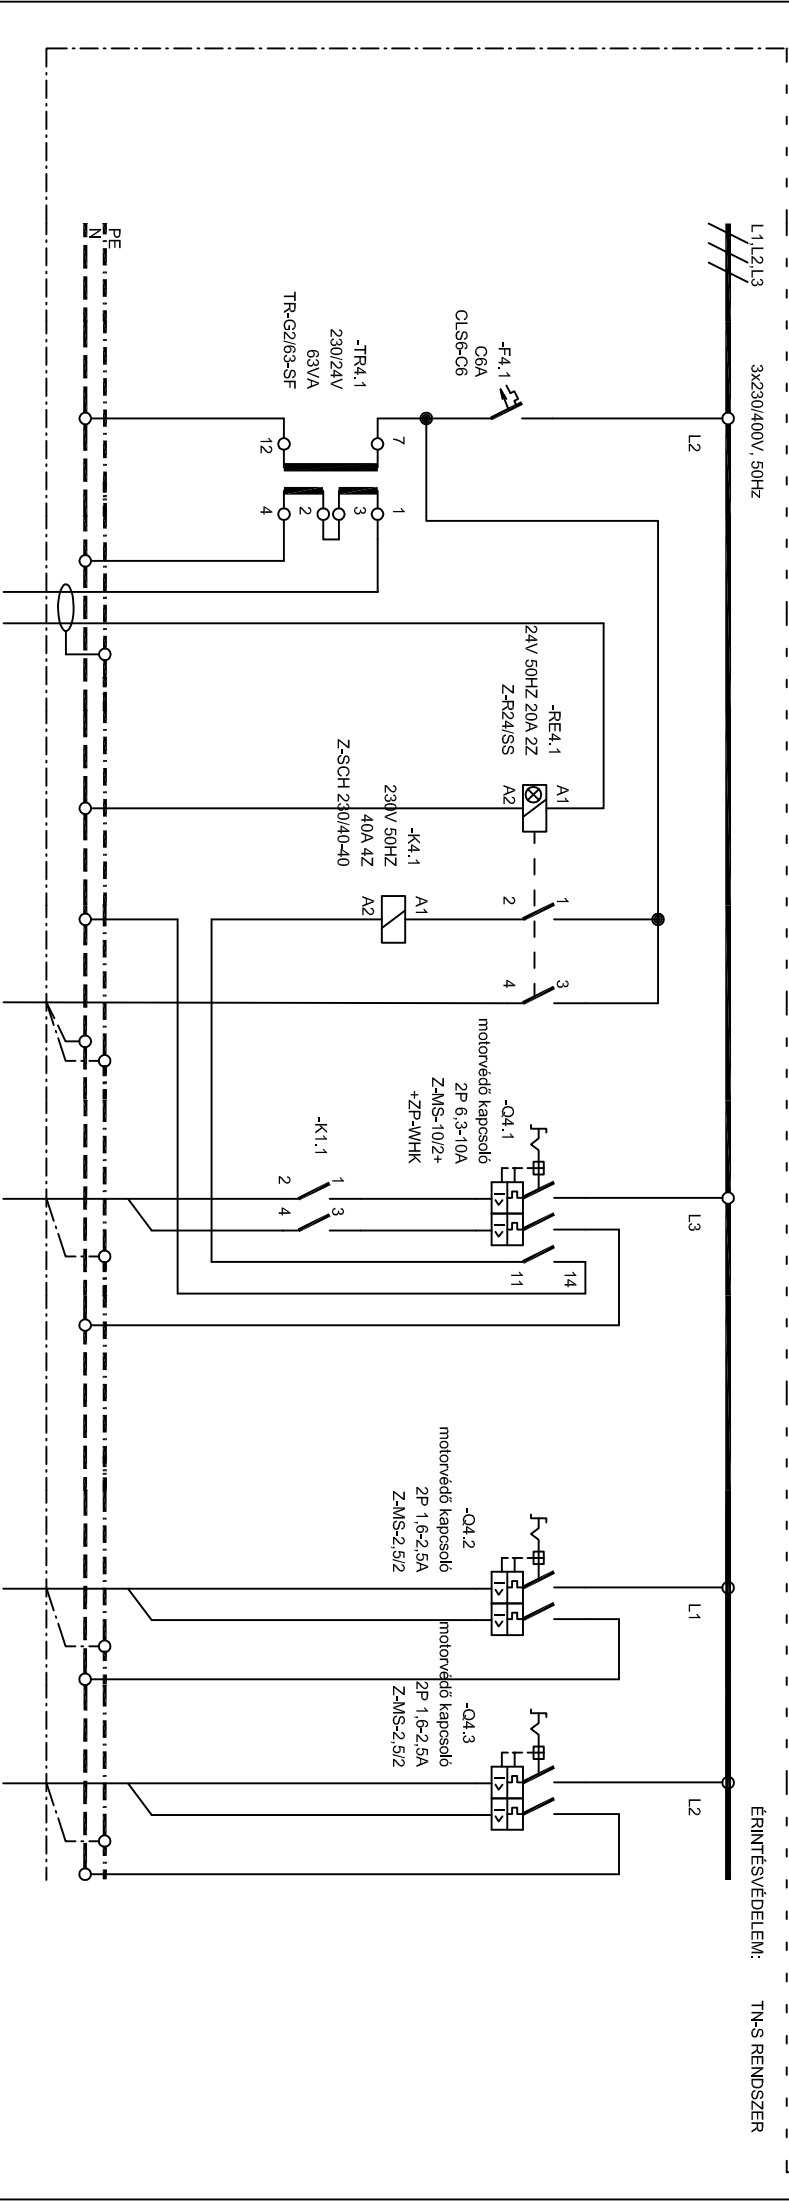 L1,L2,L3
3x230/400V, 50Hz
ÉRINTÉSVÉDELEM:
TN-S RENDSZER
L2
L3
L1
L2
-F4.1
C6A
CLS6-C6
-TR4.1
230/24V
63VA
TR-G2/63-SF
7
12
1
3
2
4
-RE4.1
24V 50HZ 20A 2Z
Z-R24/SS
A1
A2
1
2
3
4
-K4.1
230V 50HZ
40A 4Z
Z-SCH 230/40-40
A1
A2
-Q4.1
motorvédő kapcsoló
2P 6,3-10A
Z-MS-10/2+
+ZP-WHK
14
11
-K1.1
1
2
3
4
-Q4.2
motorvédő kapcsoló
2P 1,6-2,5A
Z-MS-2,5/2
-Q4.3
motorvédő kapcsoló
2P 1,6-2,5A
Z-MS-2,5/2
I>
I>
I>
I>
I>
I>
PE
N